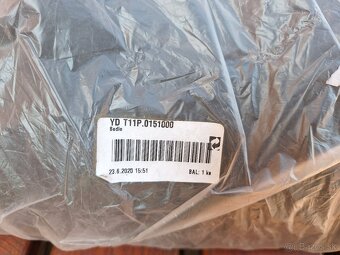 YD T11P.0151000
Sedlo
23.6.2020 15:51
BAL: 1 ks